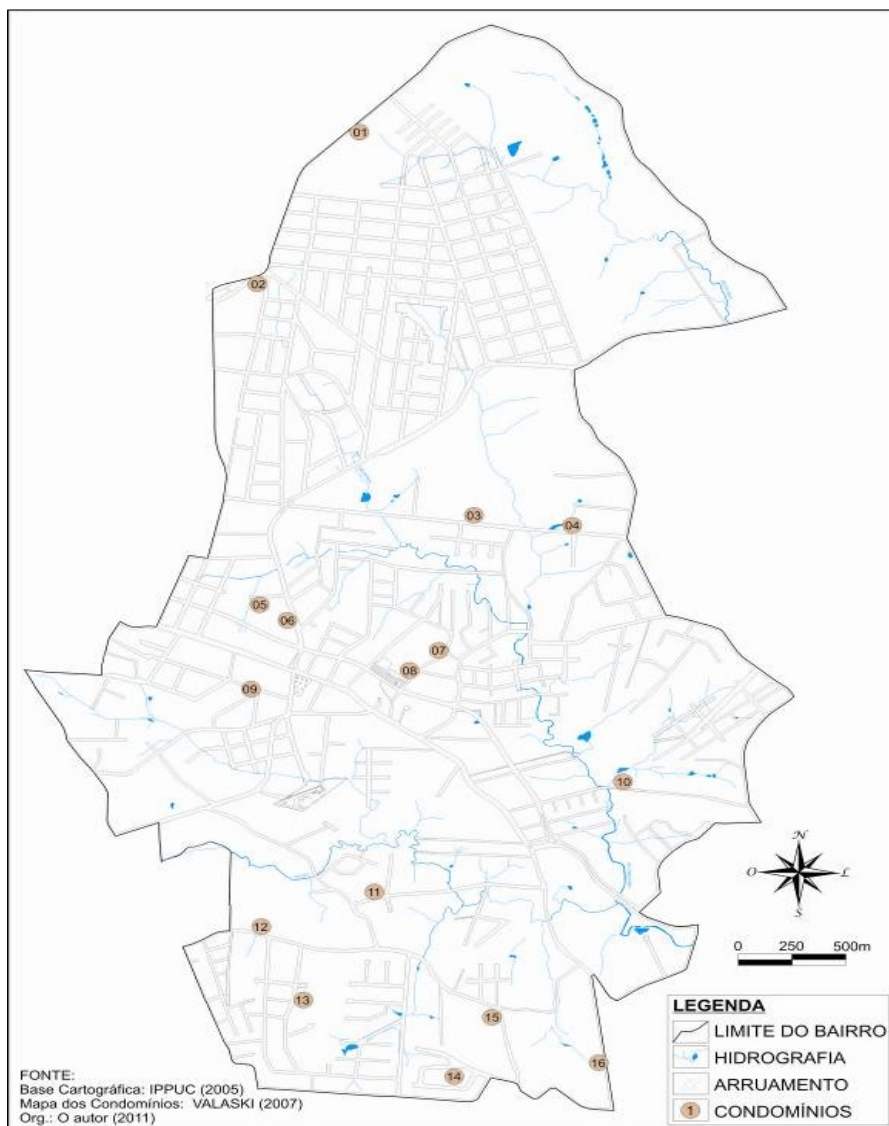 01
02
03
04
05
06
07
08
09
10
N
O
L
S
11
12
0 250 500m
13
15
16
14
LEGENDA
LIMITE DO BAIRRO
HIDROGRAFIA
ARRUAMENTO
1 CONDOMÍNIOS
FONTE:
Base Cartográfica: IPPUC (2005)
Mapa dos Condomínios: VALASKI (2007)
Org.: O autor (2011)